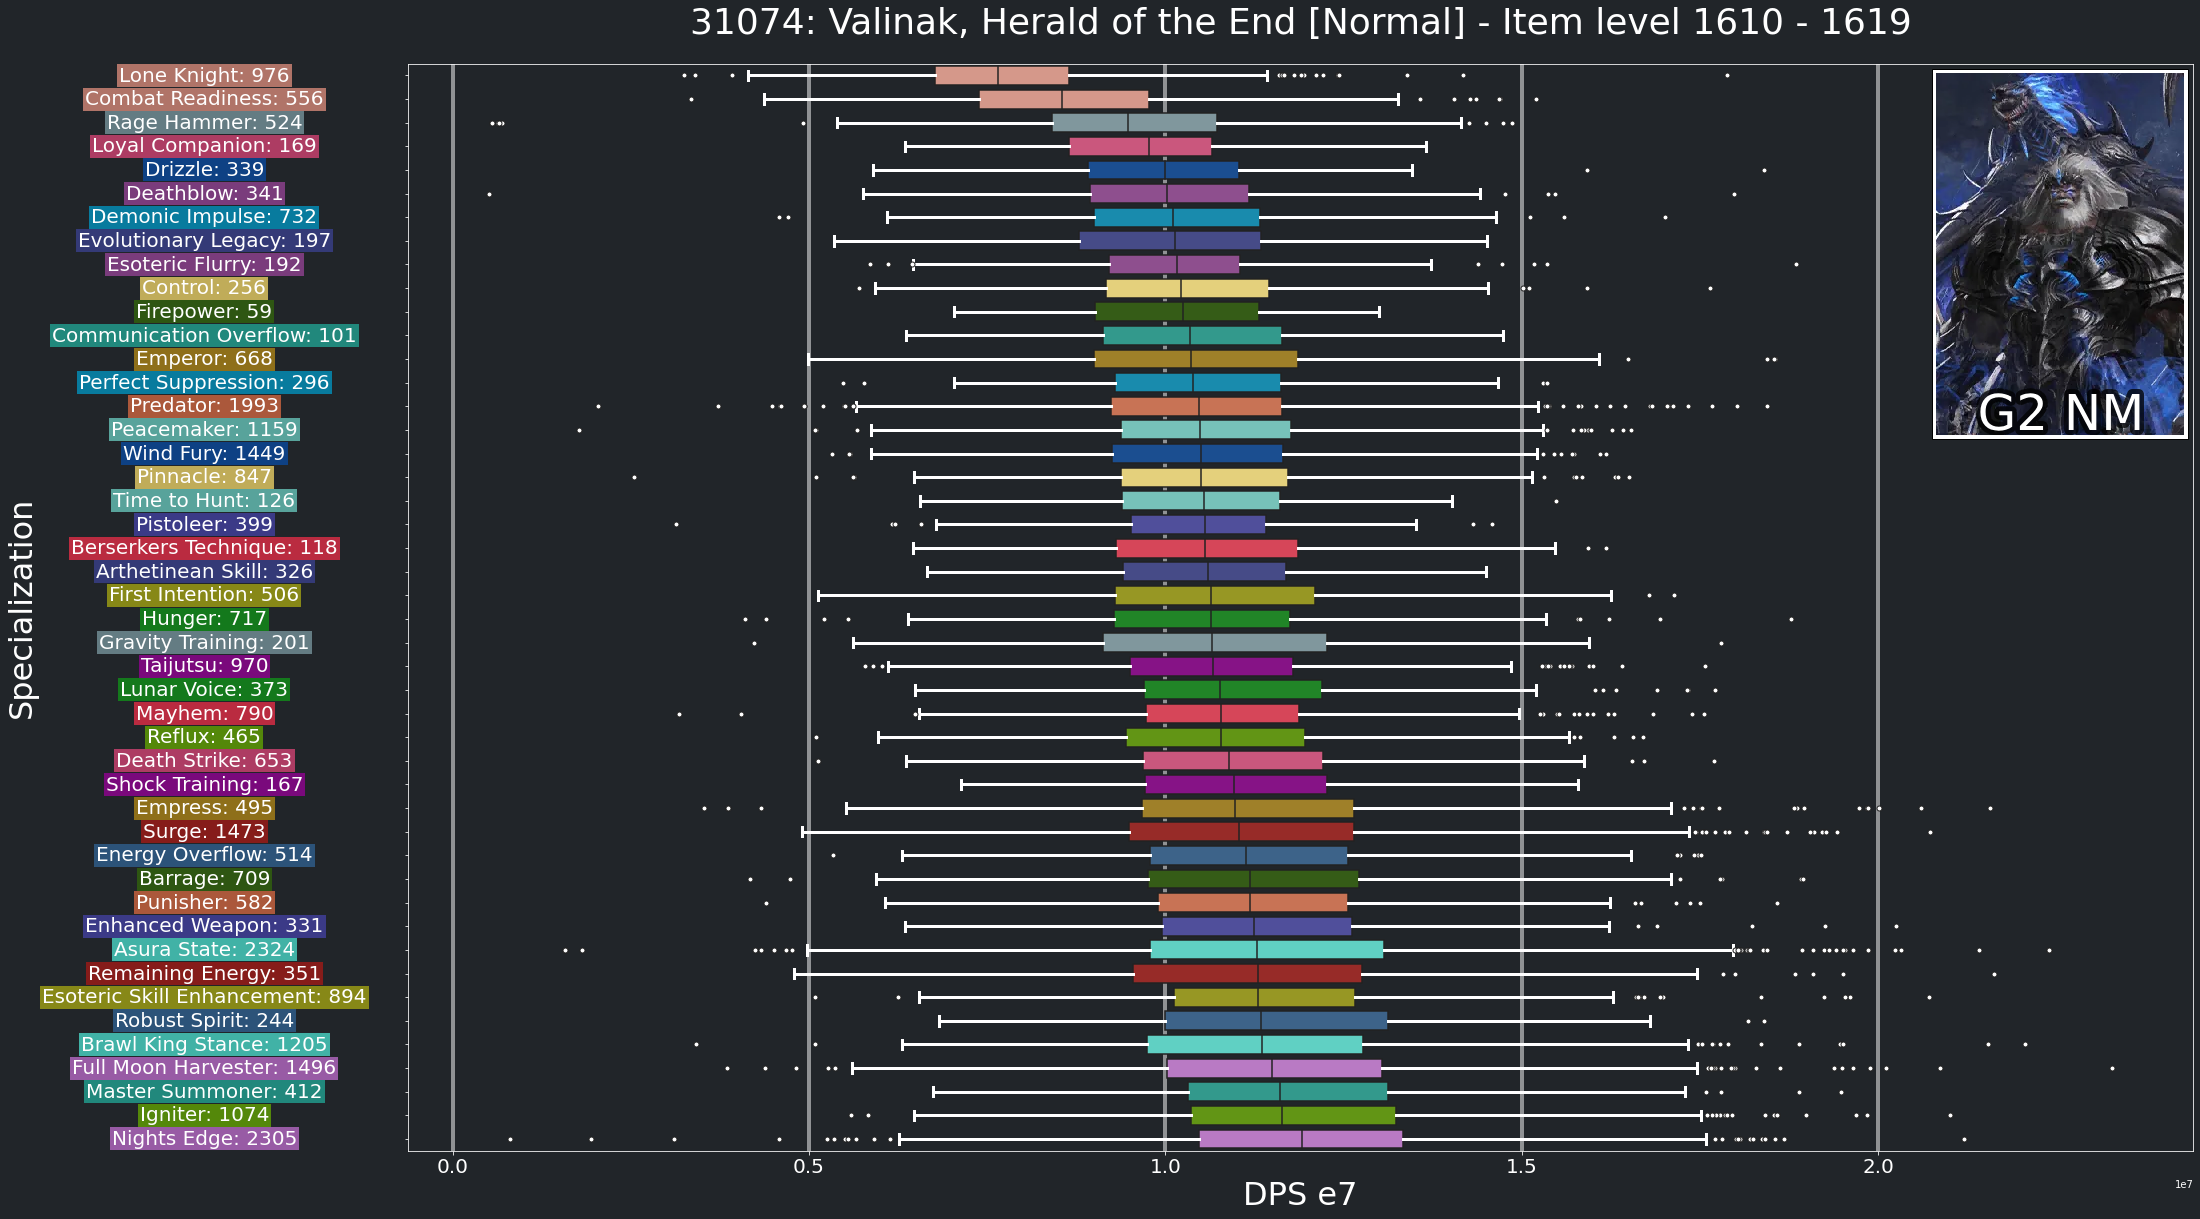 31074: Valinak, Herald of the End [Normal] - Item level 1610 - 1619
Lone Knight: 976
Combat Readiness: 556
Rage Hammer: 524
Loyal Companion: 169
Drizzle: 339
Deathblow: 341
Demonic Impulse: 732
Evolutionary Legacy: 197
Esoteric Flurry: 192
Control: 256
Firepower: 59
Communication Overflow: 101
Emperor: 668
Perfect Suppression: 296
Predator: 1993
Peacemaker: 1159
Wind Fury: 1449
Pinnacle: 847
Time to Hunt: 126
Pistoleer: 399
Berserkers Technique: 118
Arthetinean Skill: 326
First Intention: 506
Hunger: 717
Gravity Training: 201
Taijutsu: 970
Lunar Voice: 373
Mayhem: 790
Reflux: 465
Death Strike: 653
Shock Training: 167
Empress: 495
Surge: 1473
Energy Overflow: 514
Barrage: 709
Punisher: 582
Enhanced Weapon: 331
Asura State: 2324
Remaining Energy: 351
Esoteric Skill Enhancement: 894
Robust Spirit: 244
Brawl King Stance: 1205
Full Moon Harvester: 1496
Master Summoner: 412
Igniter: 1074
Nights Edge: 2305
Specialization
G2 NM
0.0 0.5 1.0 1.5 2.0
DPS e7
1e7